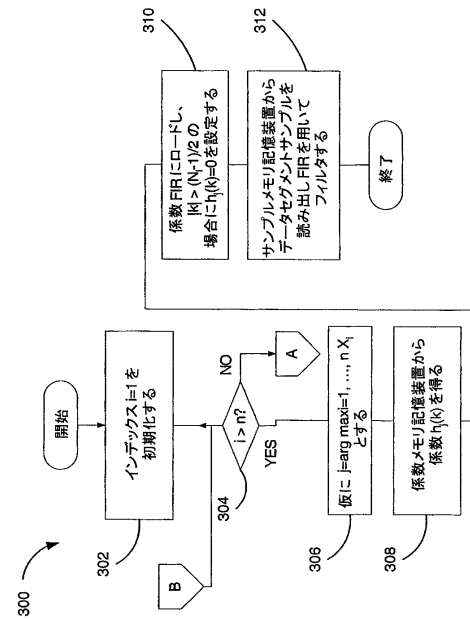 300
開始
302
インデックス i=1 を
初期化する
B
304
i > n?
NO
A
YES
306
仮に j=arg maxi=1, ..., n Xi
とする
308
係数メモリ記憶装置から
係数 hj(k) を得る
310
係数 FIR にロードし、
|k| > (Nj-1)/2 の
場合に hj(k)=0 を設定する
312
サンプルメモリ記憶装置から
データセグメントサンプルを
読み出し FIR を用いて
フィルタする
終了